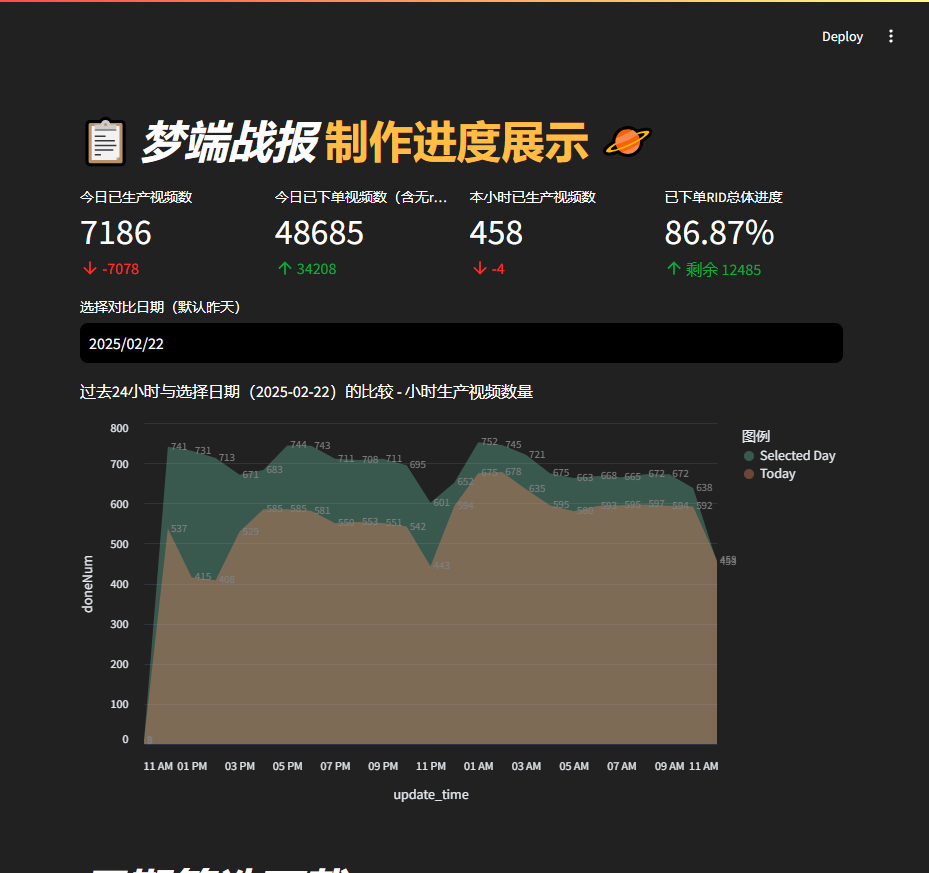 Deploy
梦端战报 制作进度展示
今日已生产视频数 今日已下单视频数（含无r... 本小时已生产视频数 已下单RID总体进度
7186 48685 458 86.87%
-7078 34208 -4 剩余 12485
选择对比日期（默认昨天）
2025/02/22
过去24小时与选择日期（2025-02-22）的比较 - 小时生产视频数量
图例
Selected Day
Today
800
700
600
500
400
300
200
100
0
doneNum
741 731 713 671 683 744 743 711 708 711 695 601 652 752 745 721 675 663 668 665 672 672 638
537 415 408 529 585 585 581 550 553 551 542 443 594 675 678 635 595 580 593 595 597 594 592
11 AM 01 PM 03 PM 05 PM 07 PM 09 PM 11 PM 01 AM 03 AM 05 AM 07 AM 09 AM 11 AM
update_time